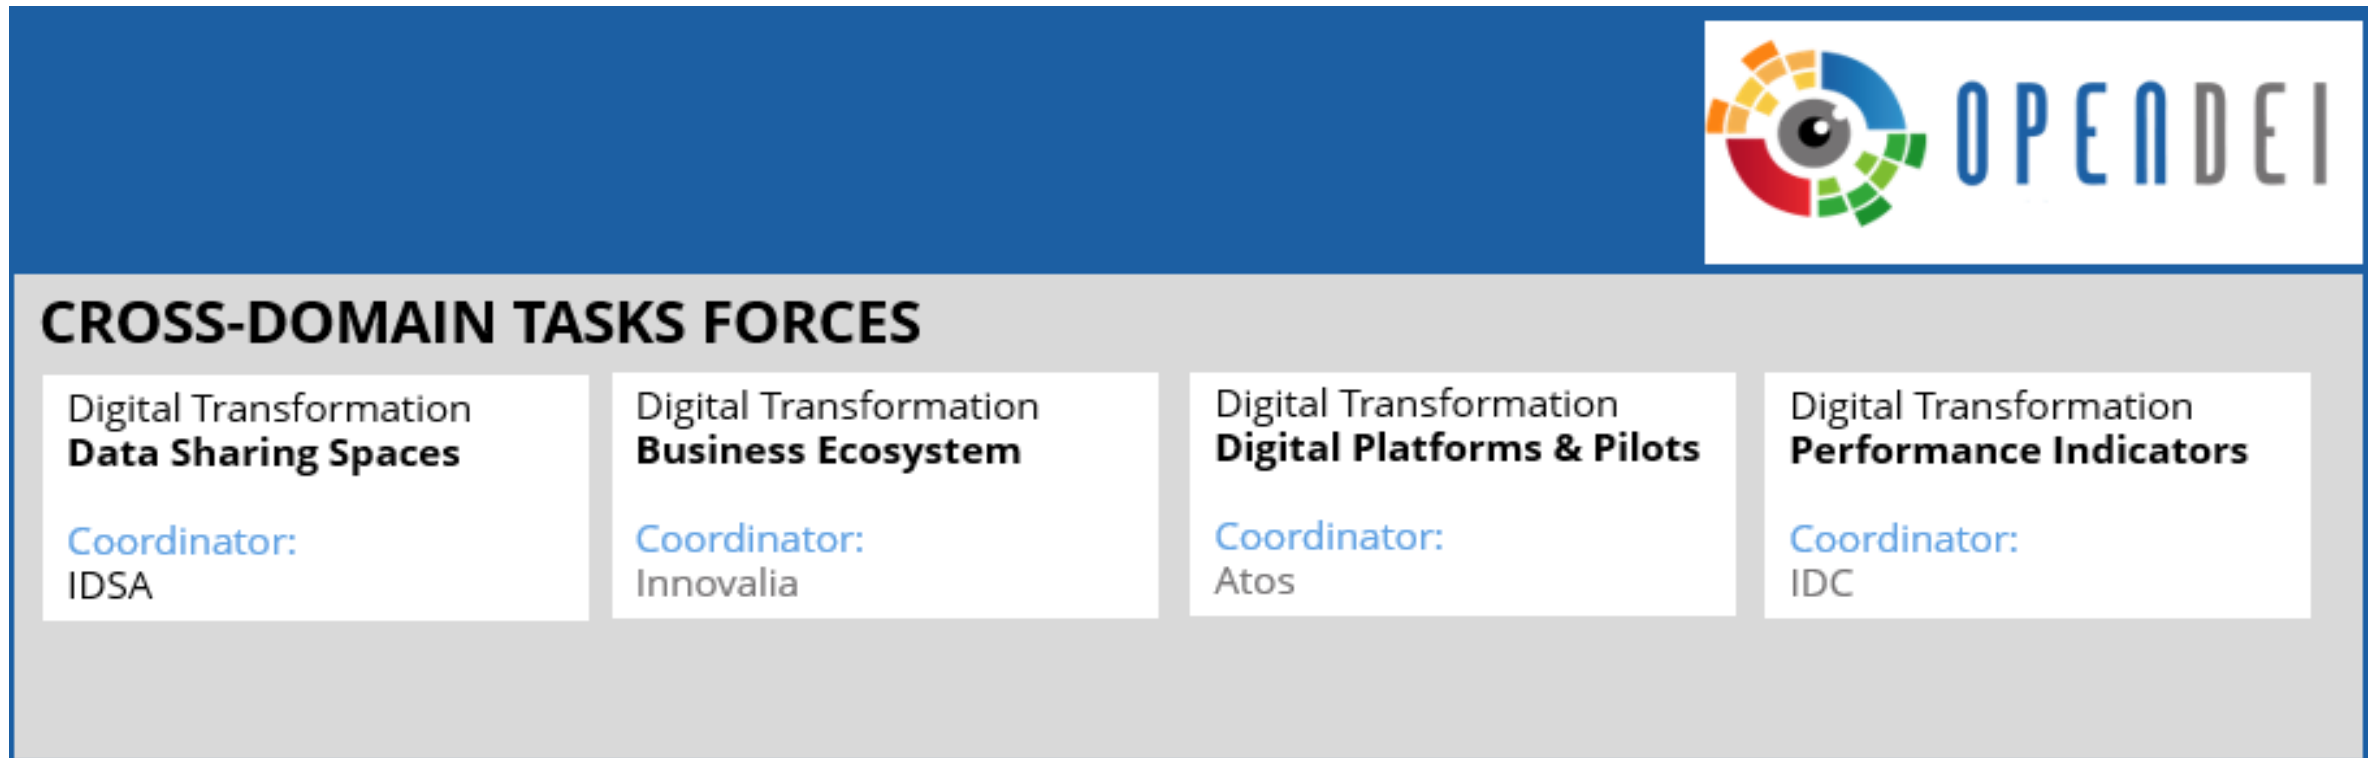 OPENDEI
CROSS-DOMAIN TASKS FORCES
Digital Transformation
Data Sharing Spaces
Coordinator:
IDSA
Digital Transformation
Business Ecosystem
Coordinator:
Innovalia
Digital Transformation
Digital Platforms & Pilots
Coordinator:
Atos
Digital Transformation
Performance Indicators
Coordinator:
IDC